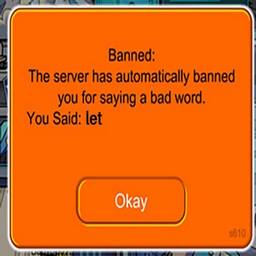 Banned:
The server has automatically banned
you for saying a bad word.
You Said: let
Okay
s610